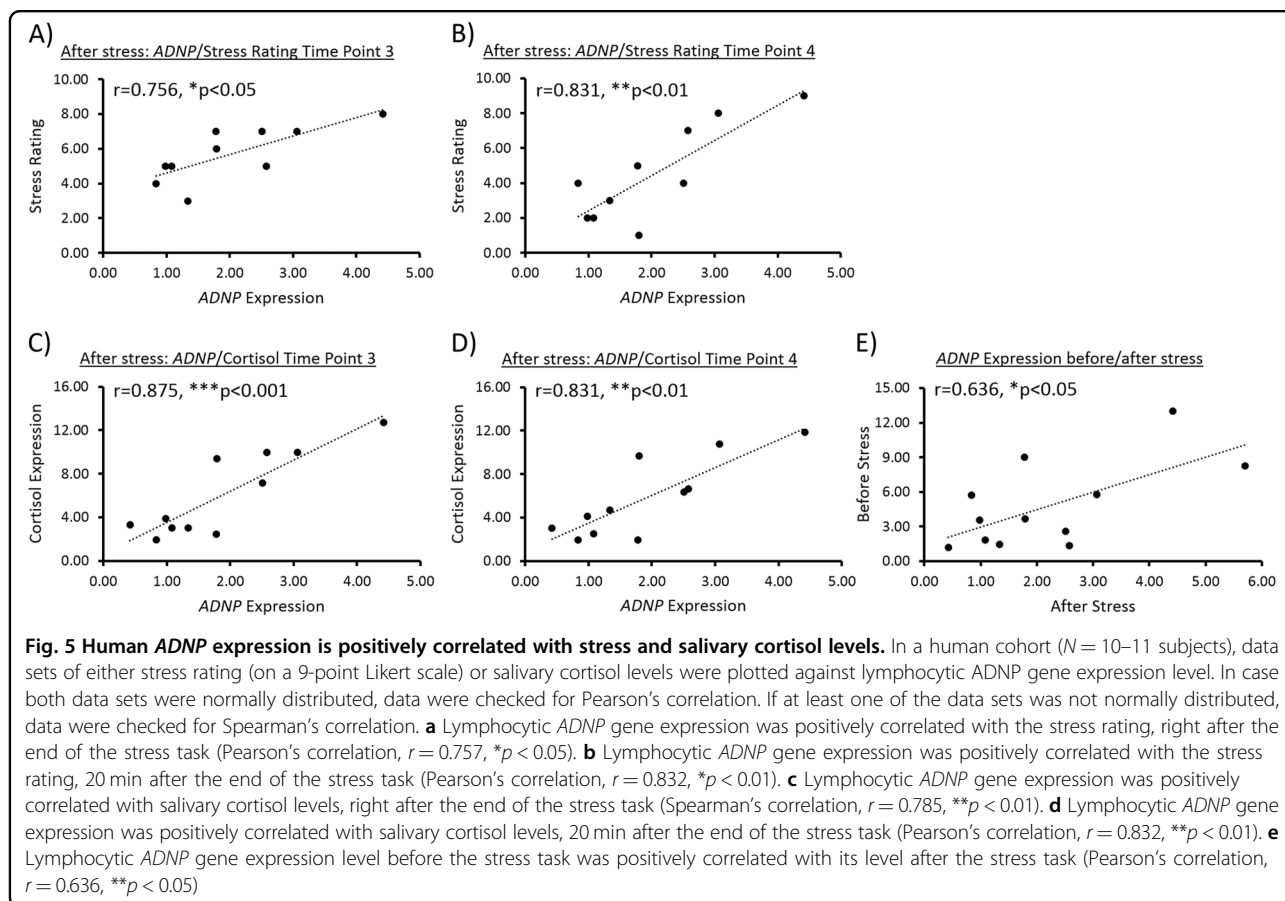 A)
After stress: ADNP/Stress Rating Time Point 3
r=0.756, *p<0.05
10.00
8.00
6.00
4.00
2.00
0.00
Stress Rating
0.00 1.00 2.00 3.00 4.00 5.00
ADNP Expression
B)
After stress: ADNP/Stress Rating Time Point 4
r=0.831, **p<0.01
10.00
8.00
6.00
4.00
2.00
0.00
Stress Rating
0.00 1.00 2.00 3.00 4.00 5.00
ADNP Expression
C)
After stress: ADNP/Cortisol Time Point 3
r=0.875, ***p<0.001
16.00
12.00
8.00
4.00
0.00
Cortisol Expression
0.00 1.00 2.00 3.00 4.00 5.00
ADNP Expression
D)
After stress: ADNP/Cortisol Time Point 4
r=0.831, **p<0.01
16.00
12.00
8.00
4.00
0.00
Cortisol Expression
0.00 1.00 2.00 3.00 4.00 5.00
ADNP Expression
E)
ADNP Expression before/after stress
r=0.636, *p<0.05
15.00
12.00
9.00
6.00
3.00
0.00
Before Stress
0.00 1.00 2.00 3.00 4.00 5.00 6.00
After Stress
Fig. 5 Human ADNP expression is positively correlated with stress and salivary cortisol levels. In a human cohort (N = 10–11 subjects), data
sets of either stress rating (on a 9-point Likert scale) or salivary cortisol levels were plotted against lymphocytic ADNP gene expression level. In case
both data sets were normally distributed, data were checked for Pearson's correlation. If at least one of the data sets was not normally distributed,
data were checked for Spearman's correlation. a Lymphocytic ADNP gene expression was positively correlated with the stress rating, right after the
end of the stress task (Pearson's correlation, r = 0.757, *p < 0.05). b Lymphocytic ADNP gene expression was positively correlated with the stress
rating, 20 min after the end of the stress task (Pearson's correlation, r = 0.832, *p < 0.01). c Lymphocytic ADNP gene expression was positively
correlated with salivary cortisol levels, right after the end of the stress task (Spearman's correlation, r = 0.785, **p < 0.01). d Lymphocytic ADNP gene
expression was positively correlated with salivary cortisol levels, 20 min after the end of the stress task (Pearson's correlation, r = 0.832, **p < 0.01). e
Lymphocytic ADNP gene expression level before the stress task was positively correlated with its level after the stress task (Pearson's correlation,
r = 0.636, **p < 0.05)